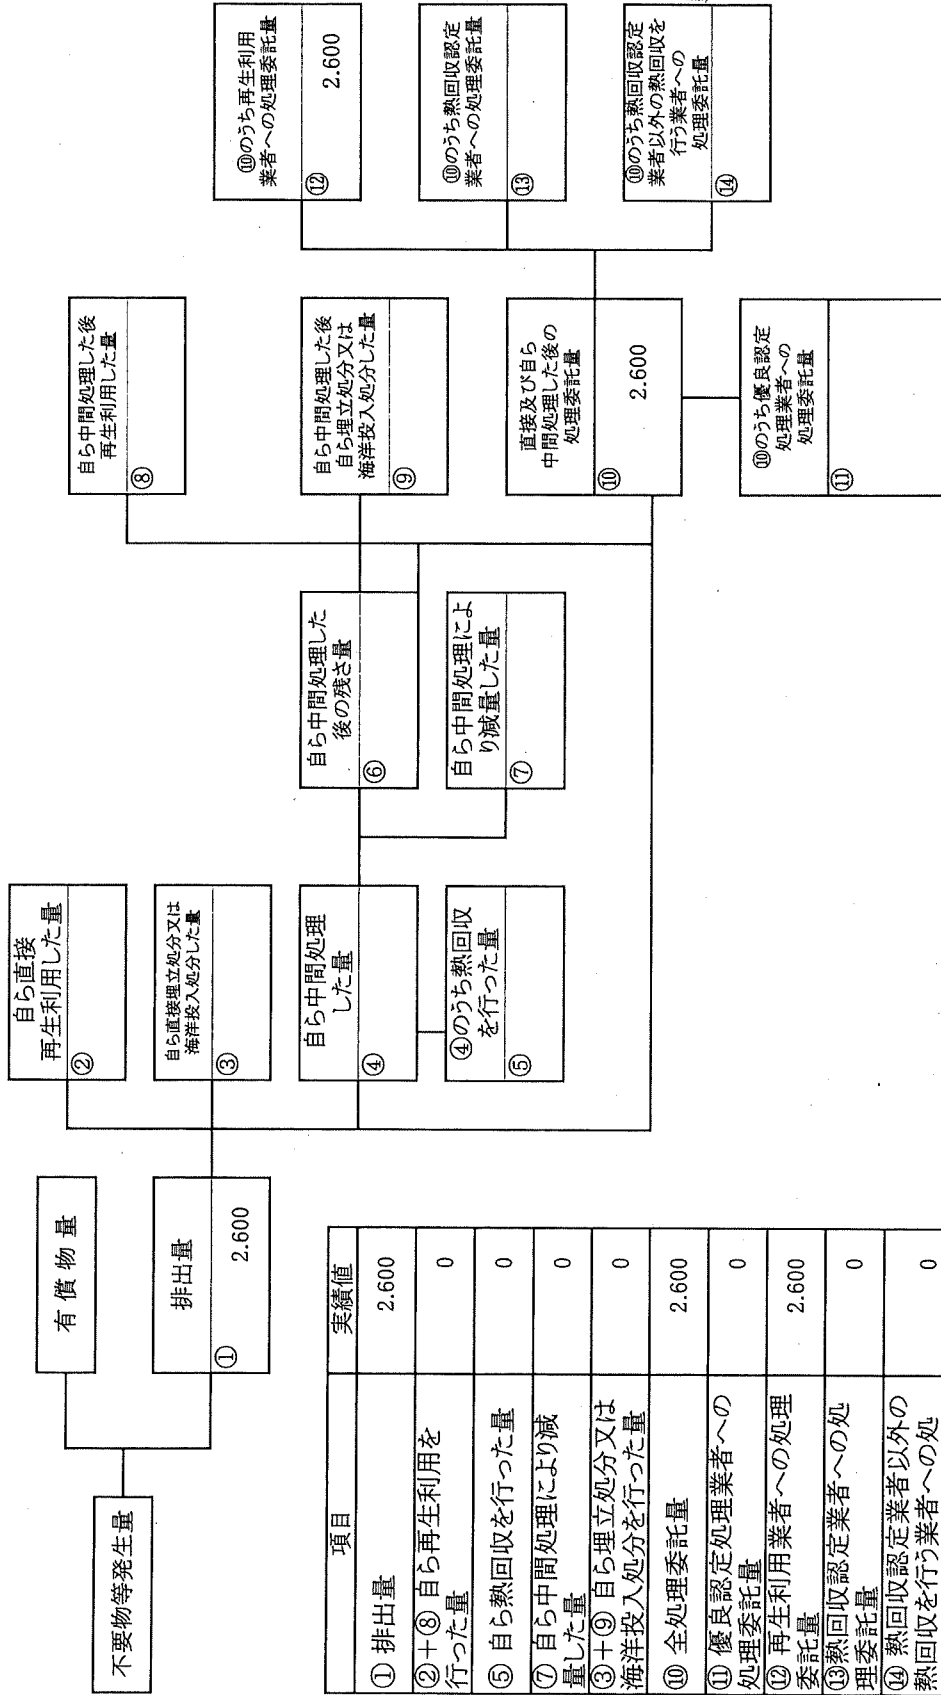 不要物等発生量
有償物量
排出量
①
2.600
自ら直接
再生利用した量
②
自ら直接埋立処分又は
海洋投入処分した量
③
自ら中間処理
した量
④
④のうち熱回収
を行った量
⑤
自ら中間処理した
後の残さ量
⑥
自ら中間処理によ
り減量した量
⑦
自ら中間処理した後
再生利用した量
⑧
自ら中間処理した後
自ら埋立処分又は
海洋投入処分した量
⑨
直接及び自ら
中間処理した後の
処理委託量
⑩
2.600
⑩のうち優良認定
処理業者への
処理委託量
⑪
⑩のうち再生利用
業者への処理委託量
⑫
2.600
⑩のうち熱回収認定
業者への処理委託量
⑬
⑩のうち熱回収認定
業者以外の熱回収を
行う業者への
処理委託量
⑭
項目 実績値
① 排出量 2.600
②+⑧ 自ら再生利用を
行った量 0
⑤ 自ら熱回収を行った量 0
⑦ 自ら中間処理により減
量した量 0
③+⑨ 自ら埋立処分又は
海洋投入処分を行った量 0
⑩ 全処理委託量 2.600
⑪ 優良認定処理業者への
処理委託量 0
⑫ 再生利用業者への処理
委託量 2.600
⑬熱回収認定業者への処
理委託量 0
⑭ 熱回収認定業者以外の
熱回収を行う業者への処 0